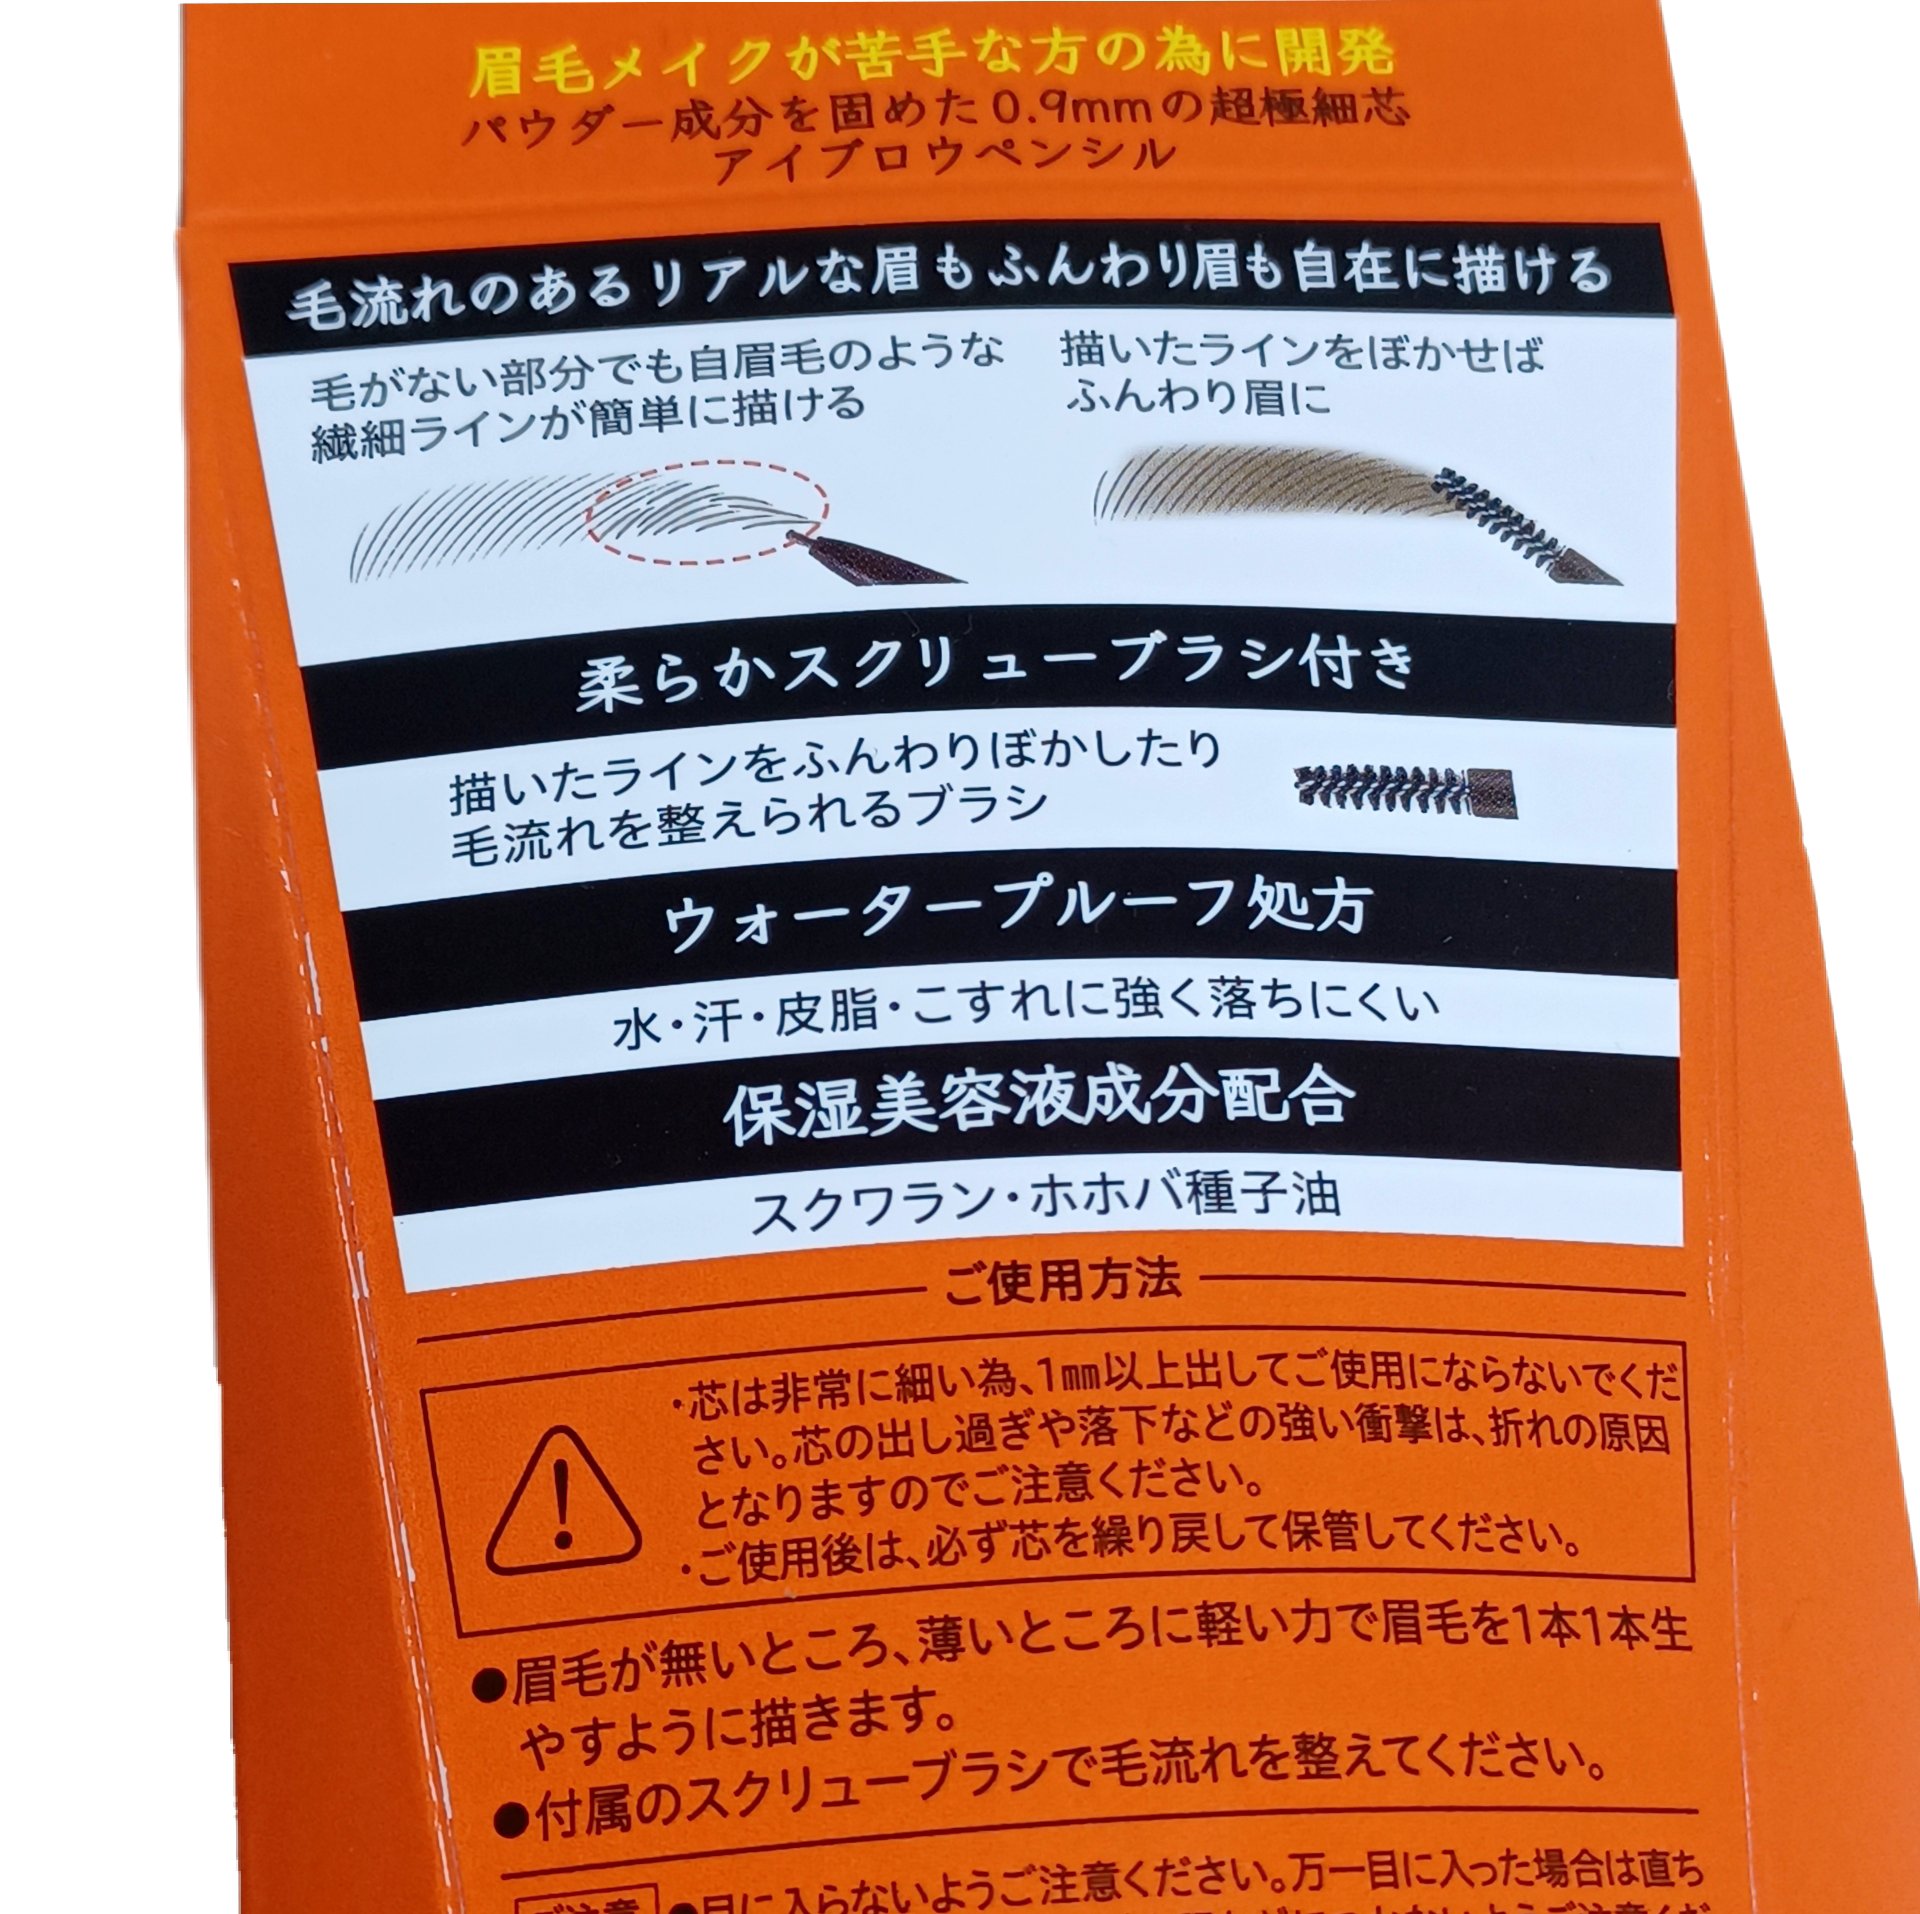 眉毛メイクが苦手な方の為に開発
パウダー成分を固めた0.9mmの超極細芯
アイブロウペンシル
毛流れのあるリアルな眉もふんわり眉も自在に描ける
毛がない部分でも自眉毛のような
繊細ラインが簡単に描ける
描いたラインをぼかせば
ふんわり眉に
柔らかスクリューブラシ付き
描いたラインをふんわりぼかしたり
毛流れを整えられるブラシ
ウォータープルーフ処方
水・汗・皮脂・こすれに強く落ちにくい
保湿美容液成分配合
スクワラン・ホホバ種子油
ご使用方法
・芯は非常に細い為、1㎜以上出してご使用にならないでくだ
さい。芯の出し過ぎや落下などの強い衝撃は、折れの原因
となりますのでご注意ください。
・ご使用後は、必ず芯を繰り戻して保管してください。
●眉毛が無いところ、薄いところに軽い力で眉毛を1本1本生
やすように描きます。
●付属のスクリューブラシで毛流れを整えてください。
ご注意
●目に入らないようご注意ください。万一目に入った場合は直ち